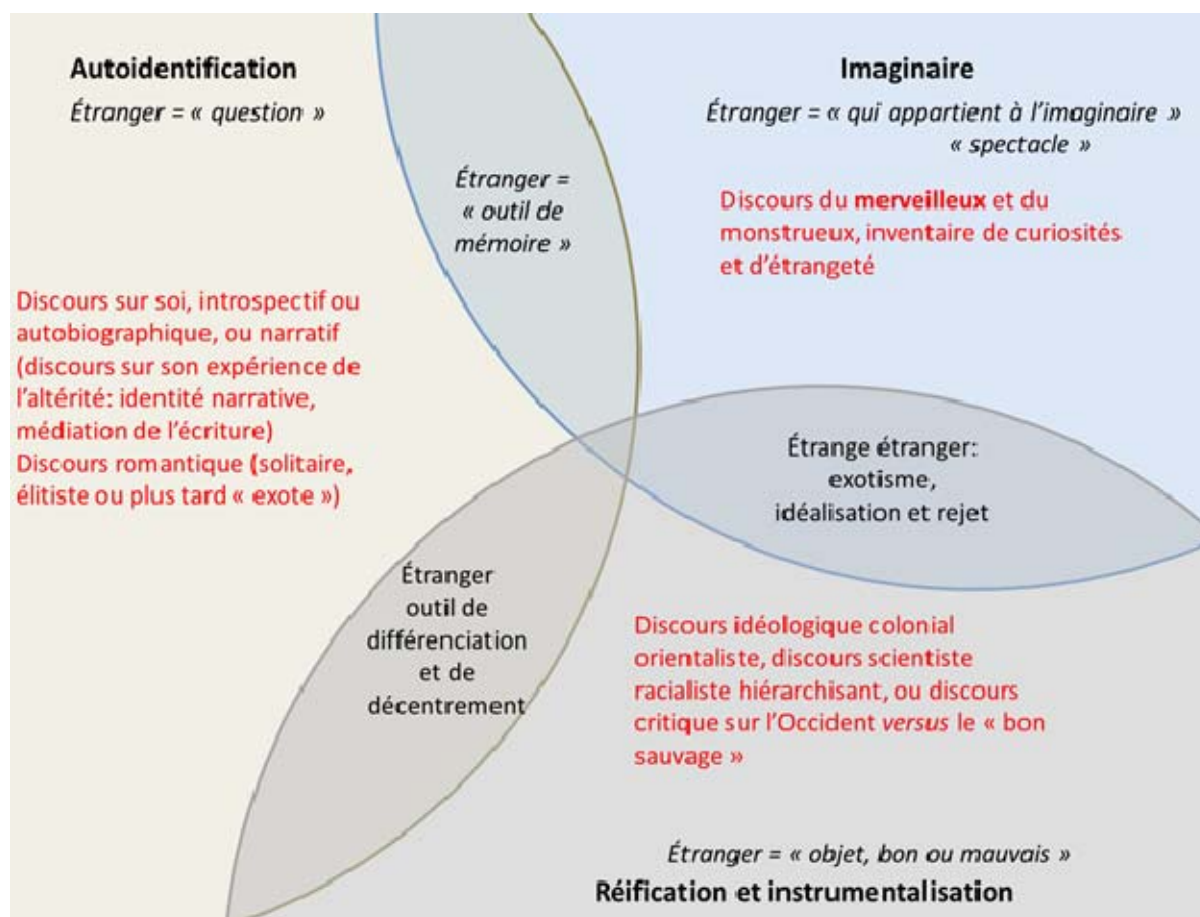 Autoidentification
Étranger = « question »
Imaginaire
Étranger = « qui appartient à l'imaginaire »
« spectacle »
Étranger =
« outil de
mémoire »
Discours du merveilleux et du
monstrueux, inventaire de curiosités
et d'étrangeté
Discours sur soi, introspectif ou
autobiographique, ou narratif
(discours sur son expérience de
l'altérité: identité narrative,
médiation de l'écriture)
Discours romantique (solitaire,
élitiste ou plus tard « exote »)
Étrange étranger:
exotisme,
idéalisation et rejet
Étranger
outil de
différenciation
et de
décentrement
Discours idéologique colonial
orientaliste, discours scientiste
racialiste hiérarchisant, ou discours
critique sur l'Occident versus le « bon
sauvage »
Étranger = « objet, bon ou mauvais »
Réification et instrumentalisation